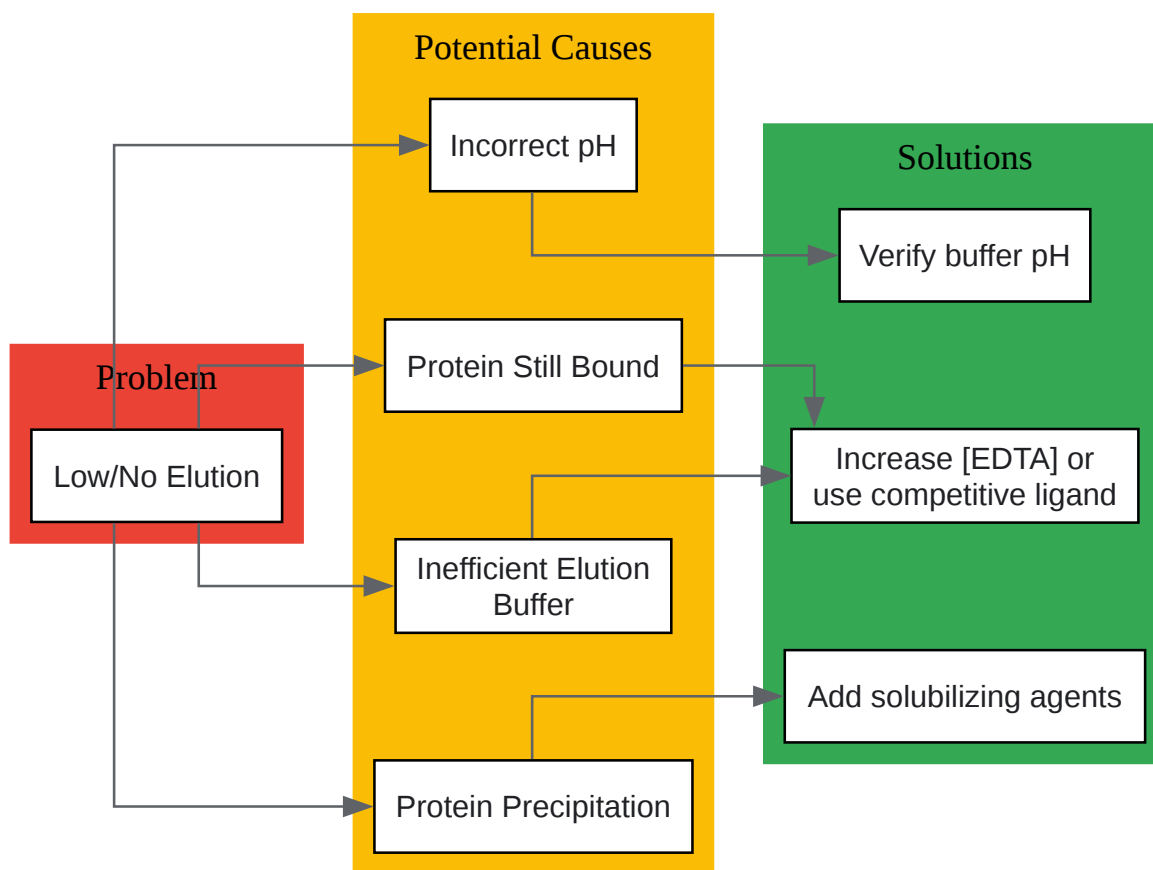 Potential Causes
Incorrect pH
Solutions
Verify buffer pH
Problem
Protein Still Bound
Low/No Elution
Increase [EDTA] or
use competitive ligand
Inefficient Elution
Buffer
Add solubilizing agents
Protein Precipitation